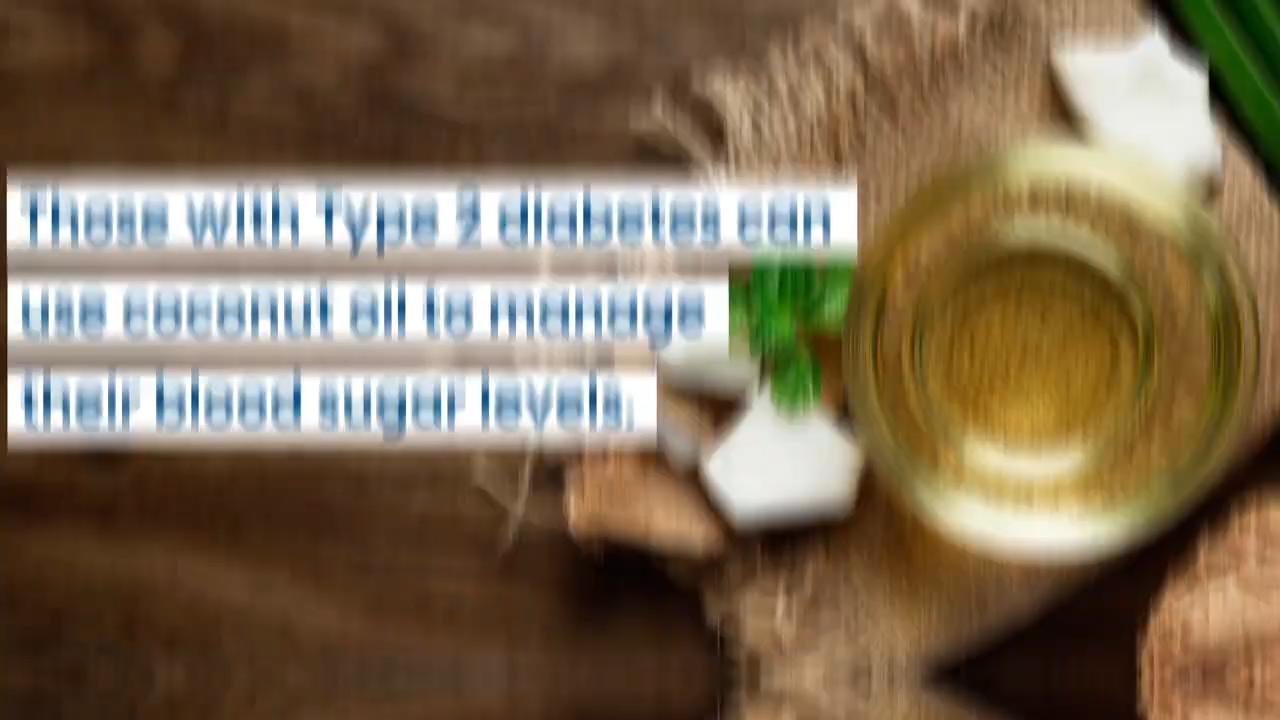 Those with Type 2 diabetes can
use coconut oil to manage
their blood sugar levels.